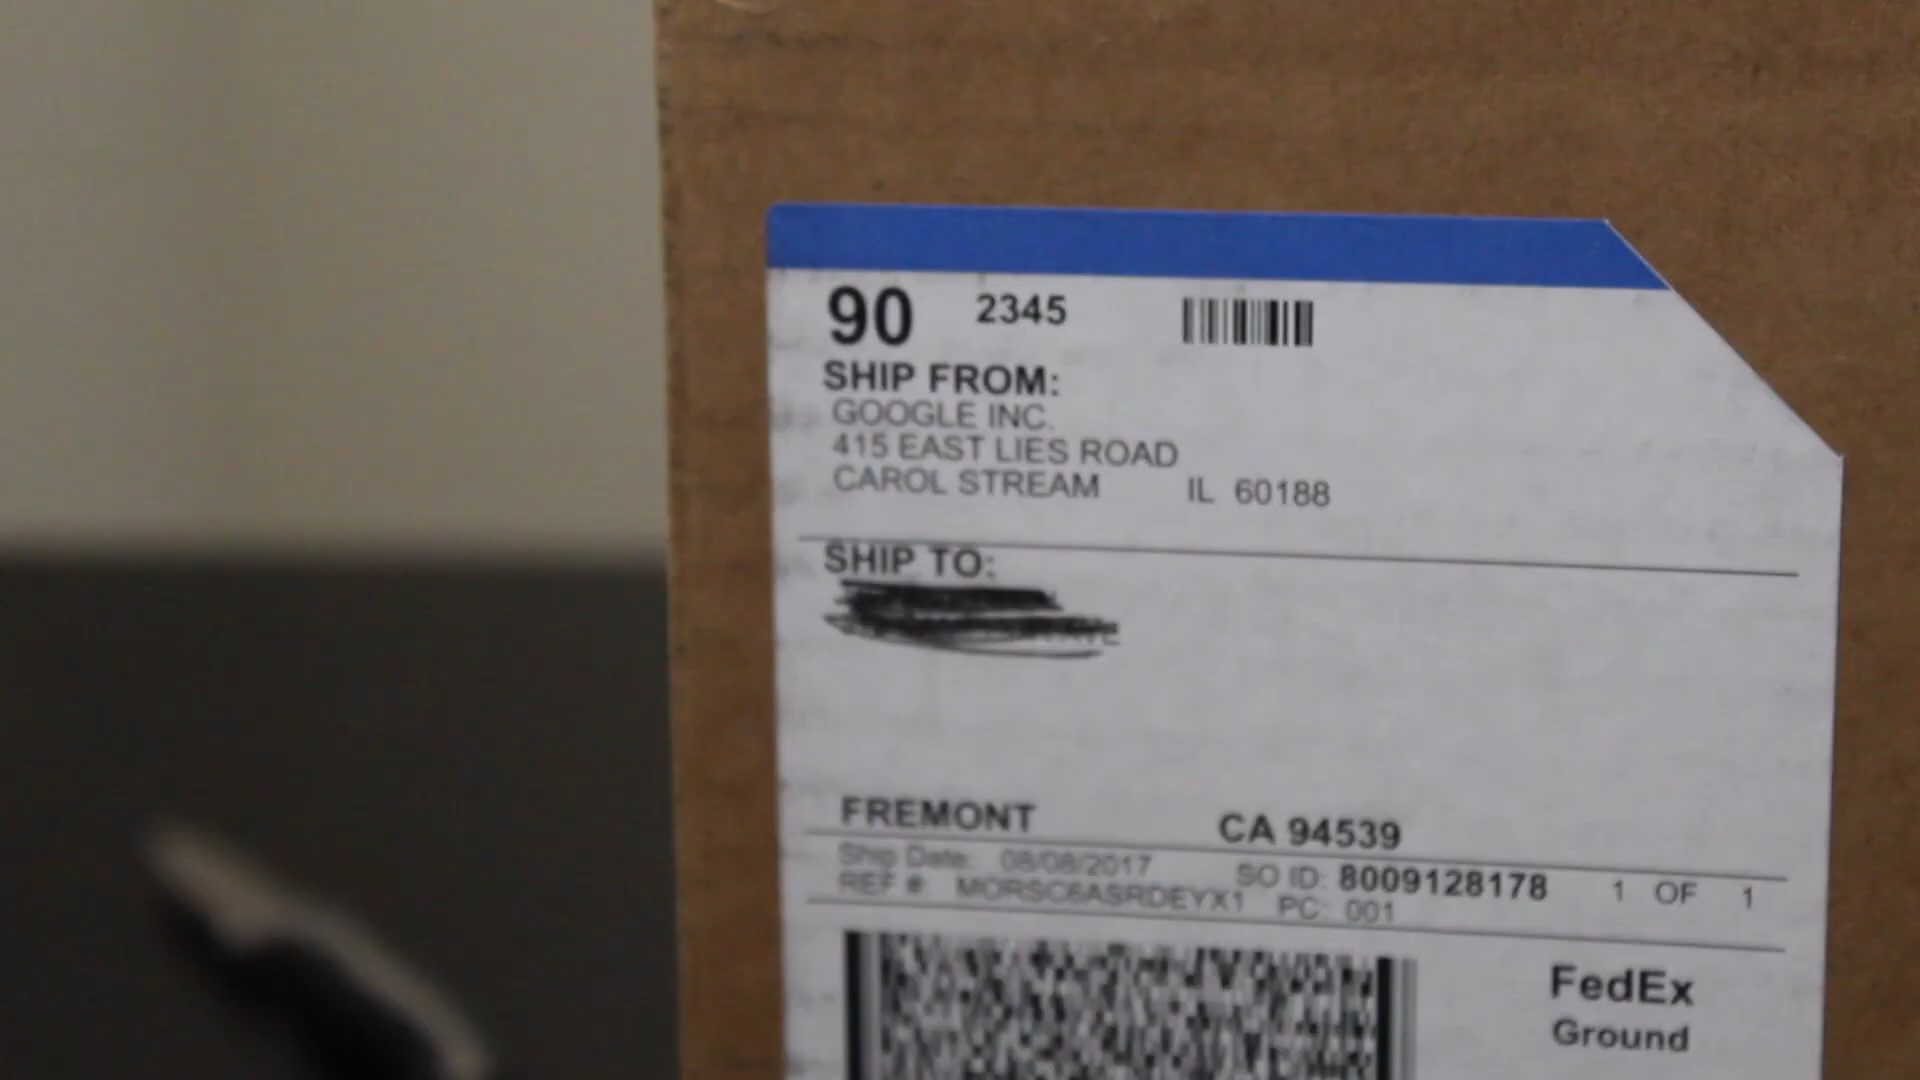 90 2345
SHIP FROM:
GOOGLE INC.
415 EAST LIES ROAD
CAROL STREAM IL 60188
SHIP TO:
FREMONT CA 94539
Ship Date: 08/08/2017 SO ID: 8009128178 1 OF 1
REF #: MORSC6ASRDEYX1 PC: 001
FedEx
Ground